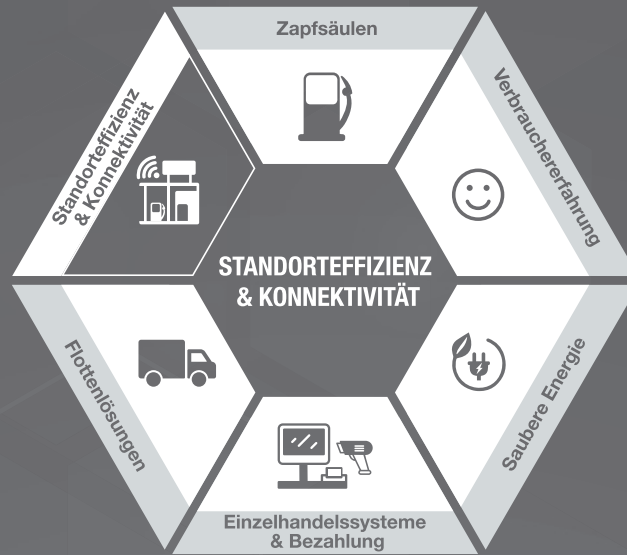 Zapfsäulen
Standorteffizienz
& Konnektivität
Verbrauchererfahrung
STANDORTEFFIZIENZ
& KONNEKTIVITÄT
Flottenlösungen
Saubere Energie
Einzelhandelssysteme
& Bezahlung